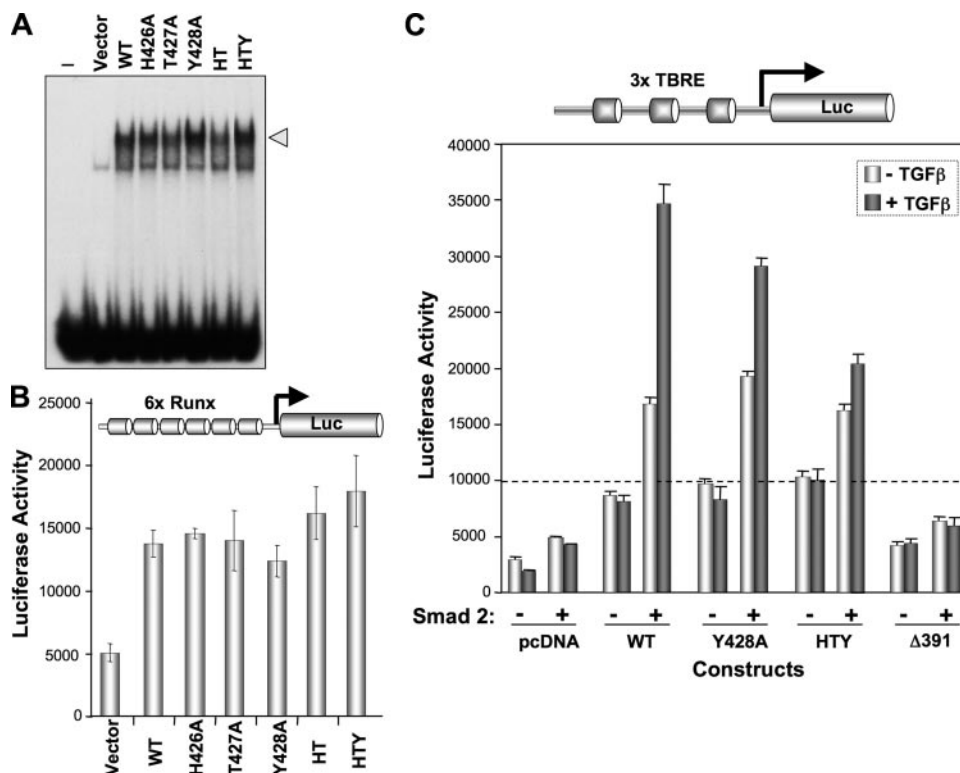 A
–
Vector
WT
H426A
T427A
Y428A
HT
HTY
B
6x Runx
Luc
Luciferase Activity
25000
20000
15000
10000
5000
0
Vector
WT
H426A
T427A
Y428A
HT
HTY
C
3x TBRE
Luc
- TGFβ
+ TGFβ
Luciferase Activity
40000
35000
30000
25000
20000
15000
10000
5000
0
Smad 2: - + - + - + - + - +
pcDNA WT Y428A HTY Δ391
Constructs